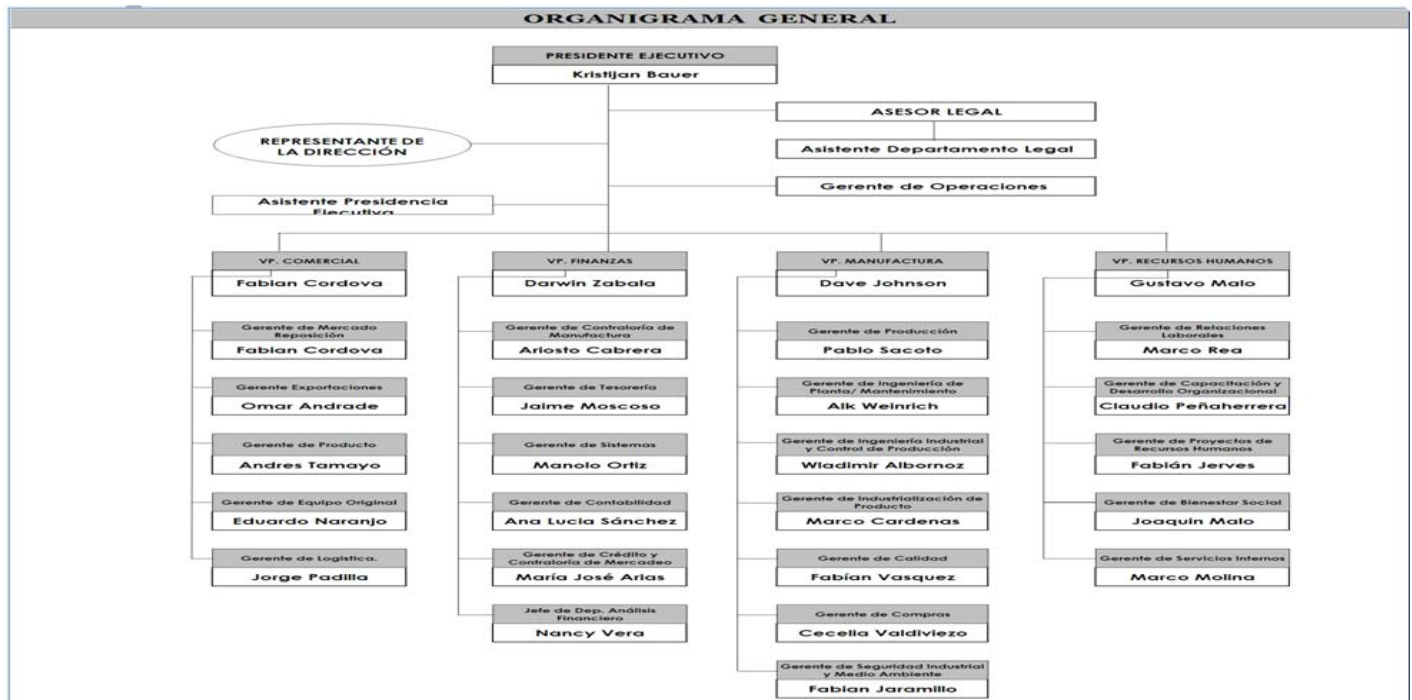 ORGANIGRAMA GENERAL
PRESIDENTE EJECUTIVO
Kristijan Bauer
ASESOR LEGAL
REPRESENTANTE DE
LA DIRECCIÓN
Asistente Departamento Legal
Gerente de Operaciones
Asistente Presidencia
Ejecutiva
VP. COMERCIAL
Fabian Cordova
Gerente de Mercado
Reposición
Fabian Cordova
Gerente Exportaciones
Omar Andrade
Gerente de Producto
Andres Tamayo
Gerente de Equipo Original
Eduardo Naranjo
Gerente de Logistica.
Jorge Padilla
VP. FINANZAS
Darwin Zabala
Gerente de Contraloría de
Manufactura
Ariosto Cabrera
Gerente de Tesorería
Jaime Moscoso
Gerente de Sistemas
Manolo Ortiz
Gerente de Contabilidad
Ana Lucia Sánchez
Gerente de Crédito y
Contraloría de Mercadeo
María José Arias
Jefe de Dep. Análisis
Financiero
Nancy Vera
VP. MANUFACTURA
Dave Johnson
Gerente de Producción
Pablo Sacoto
Gerente de Ingeniería de
Planta/ Mantenimiento
Aik Weinrich
Gerente de Ingeniería Industrial
y Control de Producción
Wladimir Albornoz
Gerente de Industrialización de
Producto
Marco Cardenas
Gerente de Calidad
Fabían Vasquez
Gerente de Compras
Cecelia Valdiviezo
Gerente de Seguridad Industrial
y Medio Ambiente
Fabian Jaramillo
VP. RECURSOS HUMANOS
Gustavo Malo
Gerente de Relaciones
Laborales
Marco Rea
Gerente de Capacitación y
Desarrollo Organizacional
Claudio Peñaherrera
Gerente de Proyectos de
Recursos Humanos
Fabián Jerves
Gerente de Bienestar Social
Joaquin Malo
Gerente de Servicios Internos
Marco Molina